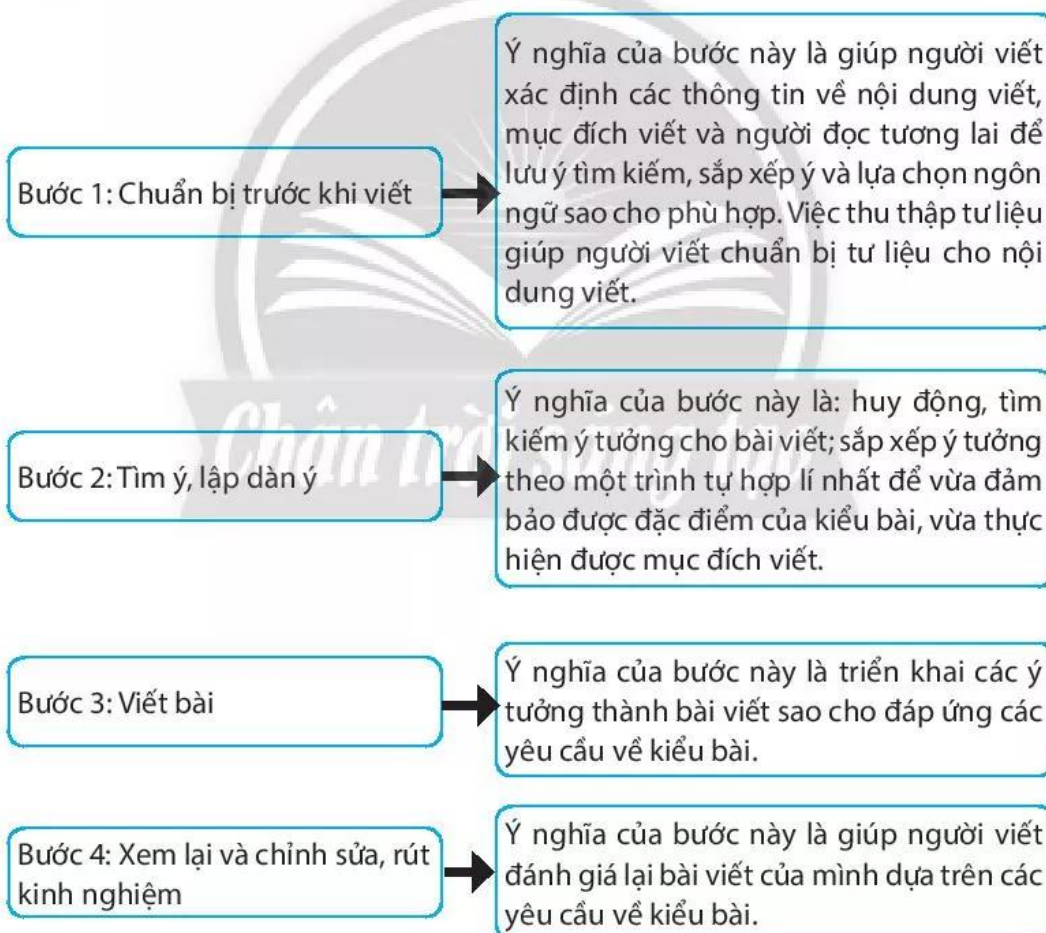 Ý nghĩa của bước này là giúp người viết
xác định các thông tin về nội dung viết,
mục đích viết và người đọc tương lai để
Bước 1: Chuẩn bị trước khi viết
lưu ý tìm kiếm, sắp xếp ý và lựa chọn ngôn
ngữ sao cho phù hợp. Việc thu thập tư liệu
giúp người viết chuẩn bị tư liệu cho nội
dung viết.
Chân trời sáng tạo
Ý nghĩa của bước này là: huy động, tìm
kiếm ý tưởng cho bài viết; sắp xếp ý tưởng
Bước 2: Tìm ý, lập dàn ý
theo một trình tự hợp lí nhất để vừa đảm
bảo được đặc điểm của kiểu bài, vừa thực
hiện được mục đích viết.
Ý nghĩa của bước này là triển khai các ý
Bước 3: Viết bài
tưởng thành bài viết sao cho đáp ứng các
yêu cầu về kiểu bài.
Bước 4: Xem lại và chỉnh sửa, rút
kinh nghiệm
Ý nghĩa của bước này là giúp người viết
đánh giá lại bài viết của mình dựa trên các
yêu cầu về kiểu bài.